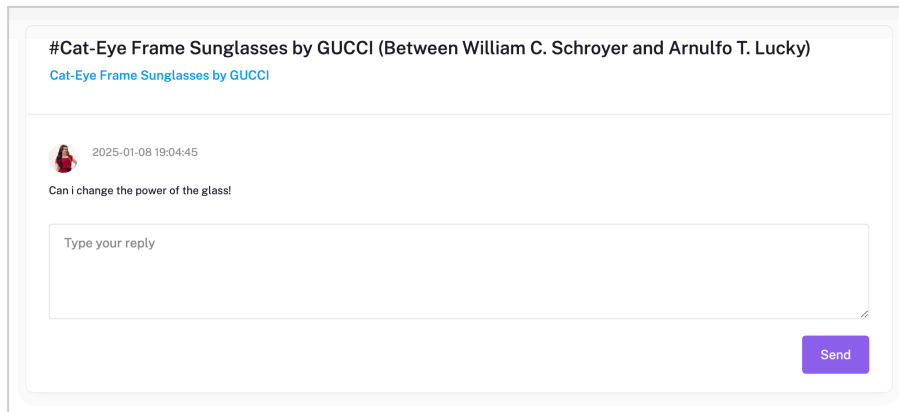 #Cat-Eye Frame Sunglasses by GUCCI (Between William C. Schroyer and Arnulfo T. Lucky)
Cat-Eye Frame Sunglasses by GUCCI
2025-01-08 19:04:45
Can i change the power of the glass!
Type your reply
Send